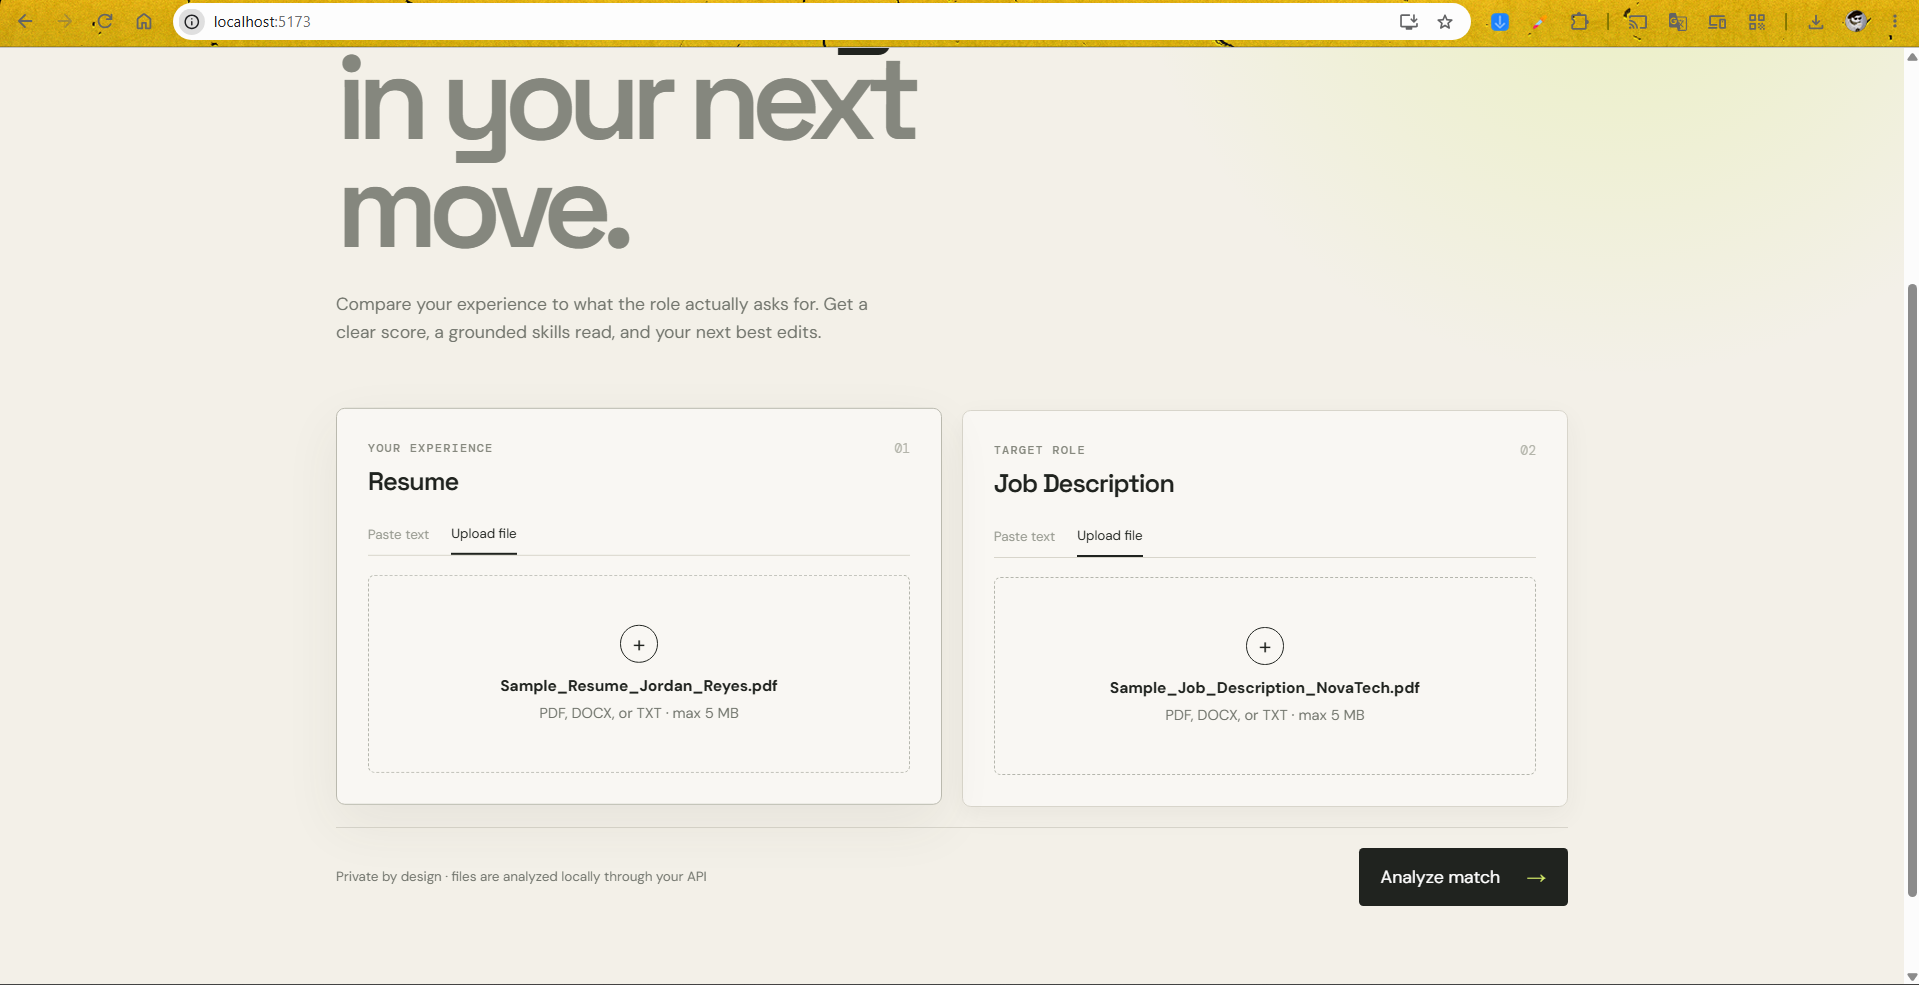 localhost:5173
in your next
move.
Compare your experience to what the role actually asks for. Get a
clear score, a grounded skills read, and your next best edits.
YOUR EXPERIENCE
01
Resume
Paste text
Upload file
+
Sample_Resume_Jordan_Reyes.pdf
PDF, DOCX, or TXT · max 5 MB
TARGET ROLE
02
Job Description
Paste text
Upload file
+
Sample_Job_Description_NovaTech.pdf
PDF, DOCX, or TXT · max 5 MB
Private by design · files are analyzed locally through your API
Analyze match →